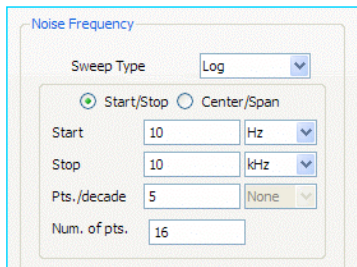 Noise Frequency
Sweep Type Log
Start/Stop Center/Span
Start 10 Hz
Stop 10 kHz
Pts./decade 5 None
Num. of pts. 16